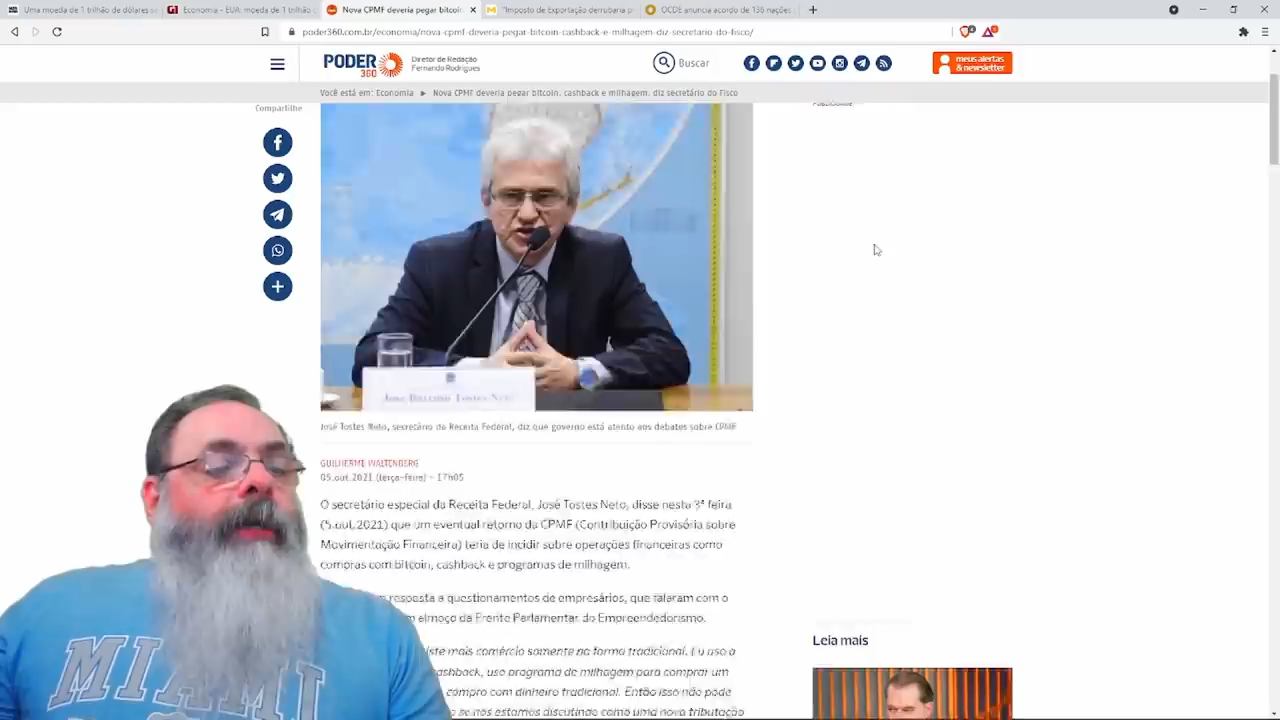 Uma moeda de 1 trilhão de dólares s
Economia - EUA: moeda de 1 trilhão
Nova CPMF deveria pegar bitcoin,
"Imposto de Exportação derrubaria p
OCDE anuncia acordo de 136 nações
poder360.com.br/economia/nova-cpmf-deveria-pegar-bitcoin-cashback-e-milhagem-diz-secretario-do-fisco/
PODER
360
Diretor de Redação
Fernando Rodrigues
Buscar
meus alertas
& newsletter
Você está em: Economia ▶ Nova CPMF deveria pegar bitcoin, cashback e milhagem, diz secretário do Fisco
Compartilhe
José Tostes Neto, secretário da Receita Federal, diz que governo está atento aos debates sobre CPMF
GUILHERME WALTENBERG
05.out.2021 (terça-feira) - 17h05
O secretário especial da Receita Federal, José Tostes Neto, disse nesta 3ª feira
(5.out.2021) que um eventual retorno da CPMF (Contribuição Provisória sobre
Movimentação Financeira) teria de incidir sobre operações financeiras como
compras com bitcoin, cashback e programas de milhagem.
m resposta a questionamentos de empresários, que falaram com o
almoço da Frente Parlamentar do Empreendedorismo.
iste mais comércio somente na forma tradicional. Eu uso o
cashback, uso programa de milhagem para comprar
compro com dinheiro tradicional. Então isso não pode
se nós estamos discutindo como uma nova tributação
Leia mais
MIAMI